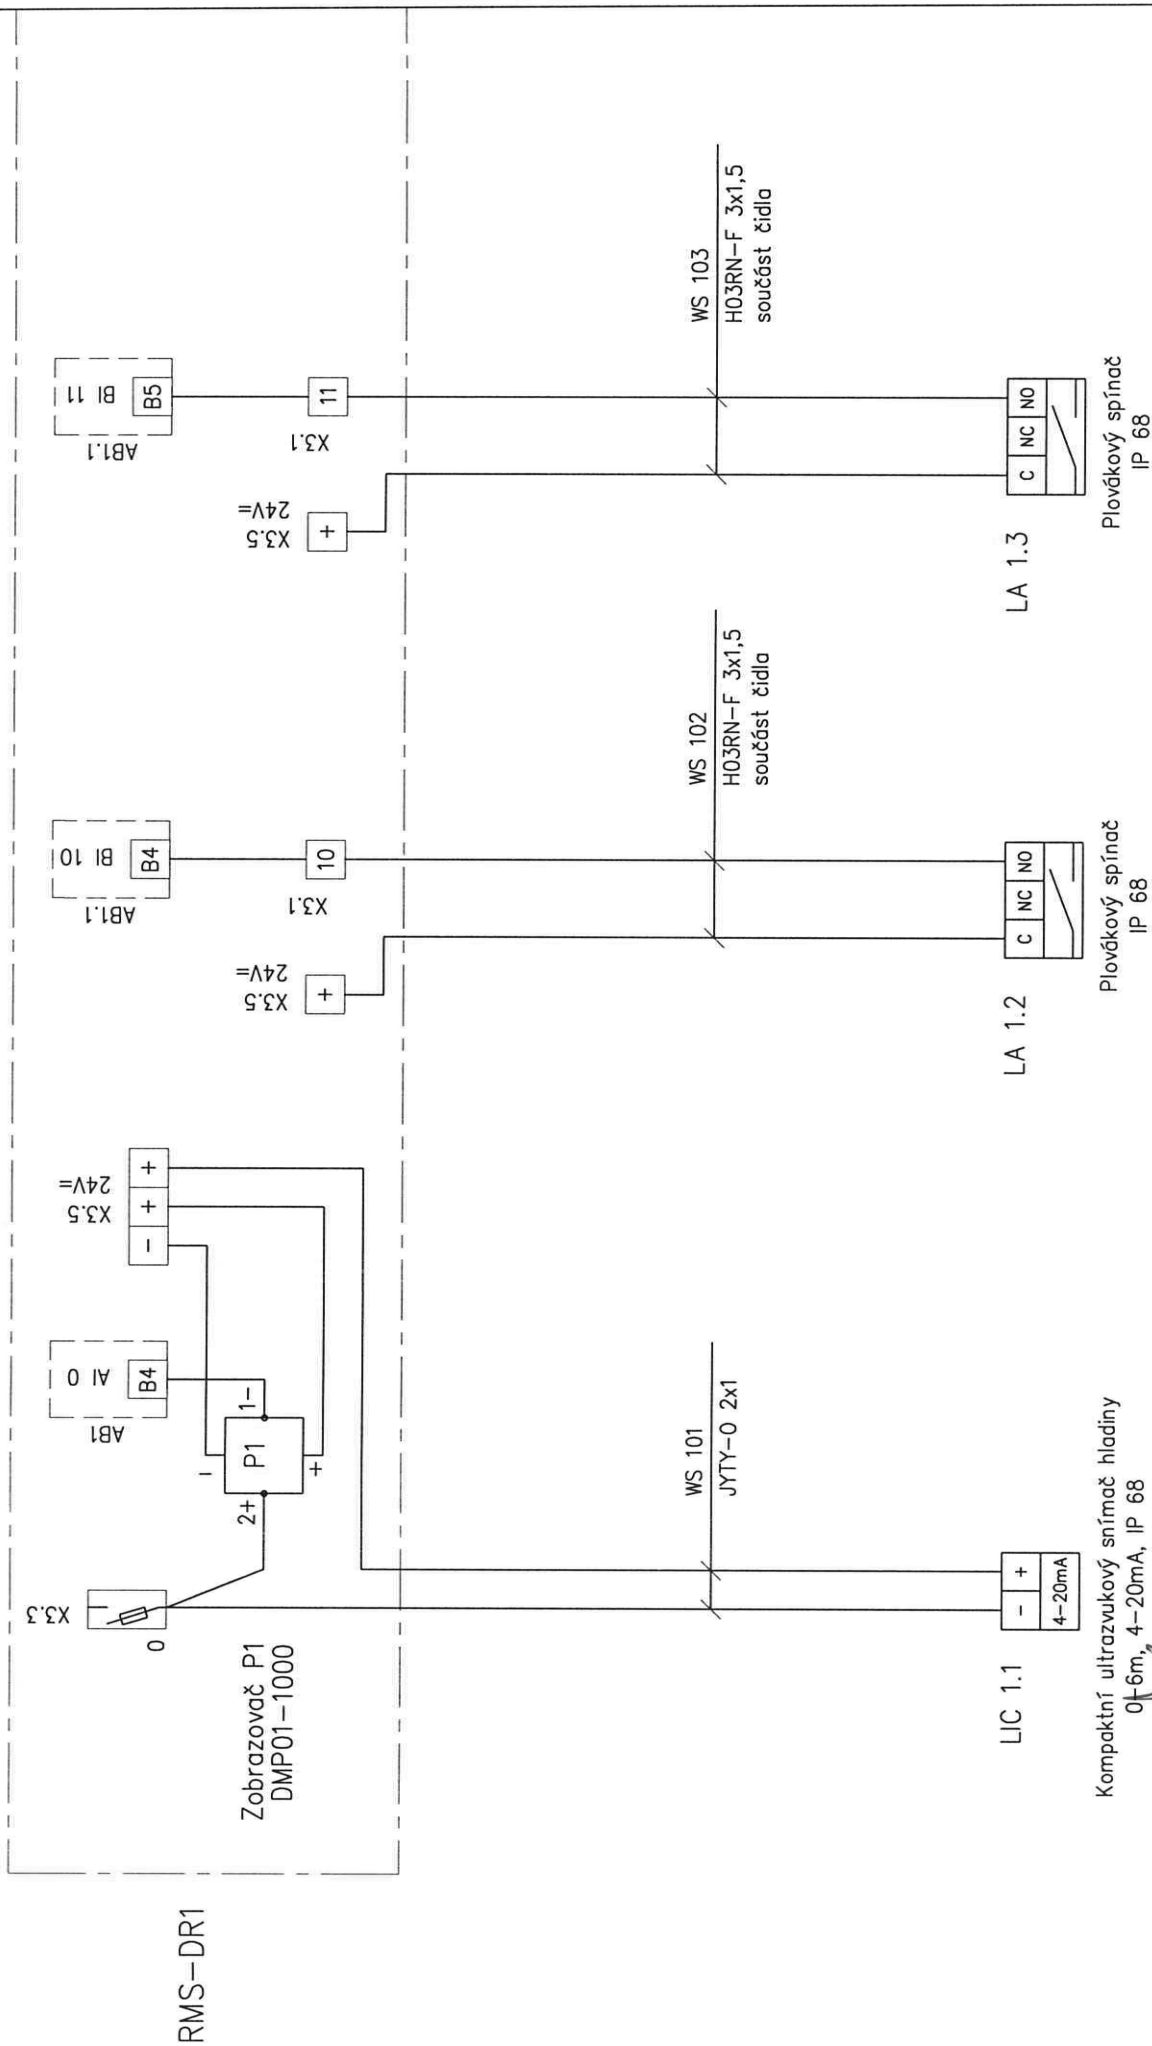 RMS-DR1
X3.3
0
Zobrazovač P1
DMP01-1000
AB1
AI 0
B4
1-
2+
P1
-
+
X3.5
24V=
- + +
WS 101
JYTY-O 2x1
LIC 1.1
- +
4-20mA
Kompaktní ultrazvukový snímač hladiny
0-6m, 4-20mA, IP 68
AB1.1
BI 10
B4
X3.1
10
X3.5
24V=
+
WS 102
H03RN-F 3x1,5
součást čidla
LA 1.2
C NC NO
Plovákový spínač
IP 68
AB1.1
BI 11
B5
X3.1
11
X3.5
24V=
+
WS 103
H03RN-F 3x1,5
součást čidla
LA 1.3
C NC NO
Plovákový spínač
IP 68